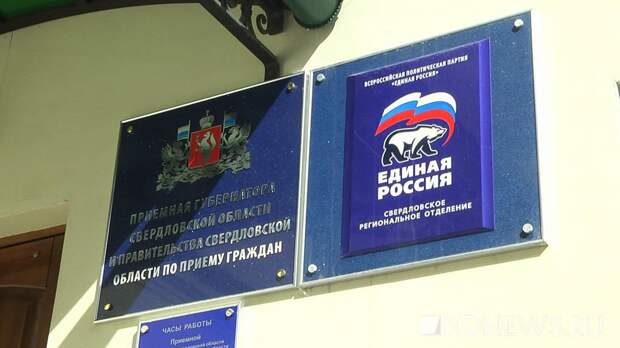 ПРИЕМНАЯ ГУБЕРНАТОРА
СВЕРДЛОВСКОЙ ОБЛАСТИ
И ПРАВИТЕЛЬСТВА СВЕРДЛОВСКОЙ
ОБЛАСТИ ПО ПРИЕМУ ГРАЖДАН
ВСЕРОССИЙСКАЯ ПОЛИТИЧЕСКАЯ ПАРТИЯ
"ЕДИНАЯ РОССИЯ"
ЕДИНАЯ
РОССИЯ
СВЕРДЛОВСКОЕ
РЕГИОНАЛЬНОЕ ОТДЕЛЕНИЕ
ЧАСЫ РАБОТЫ
Приемной